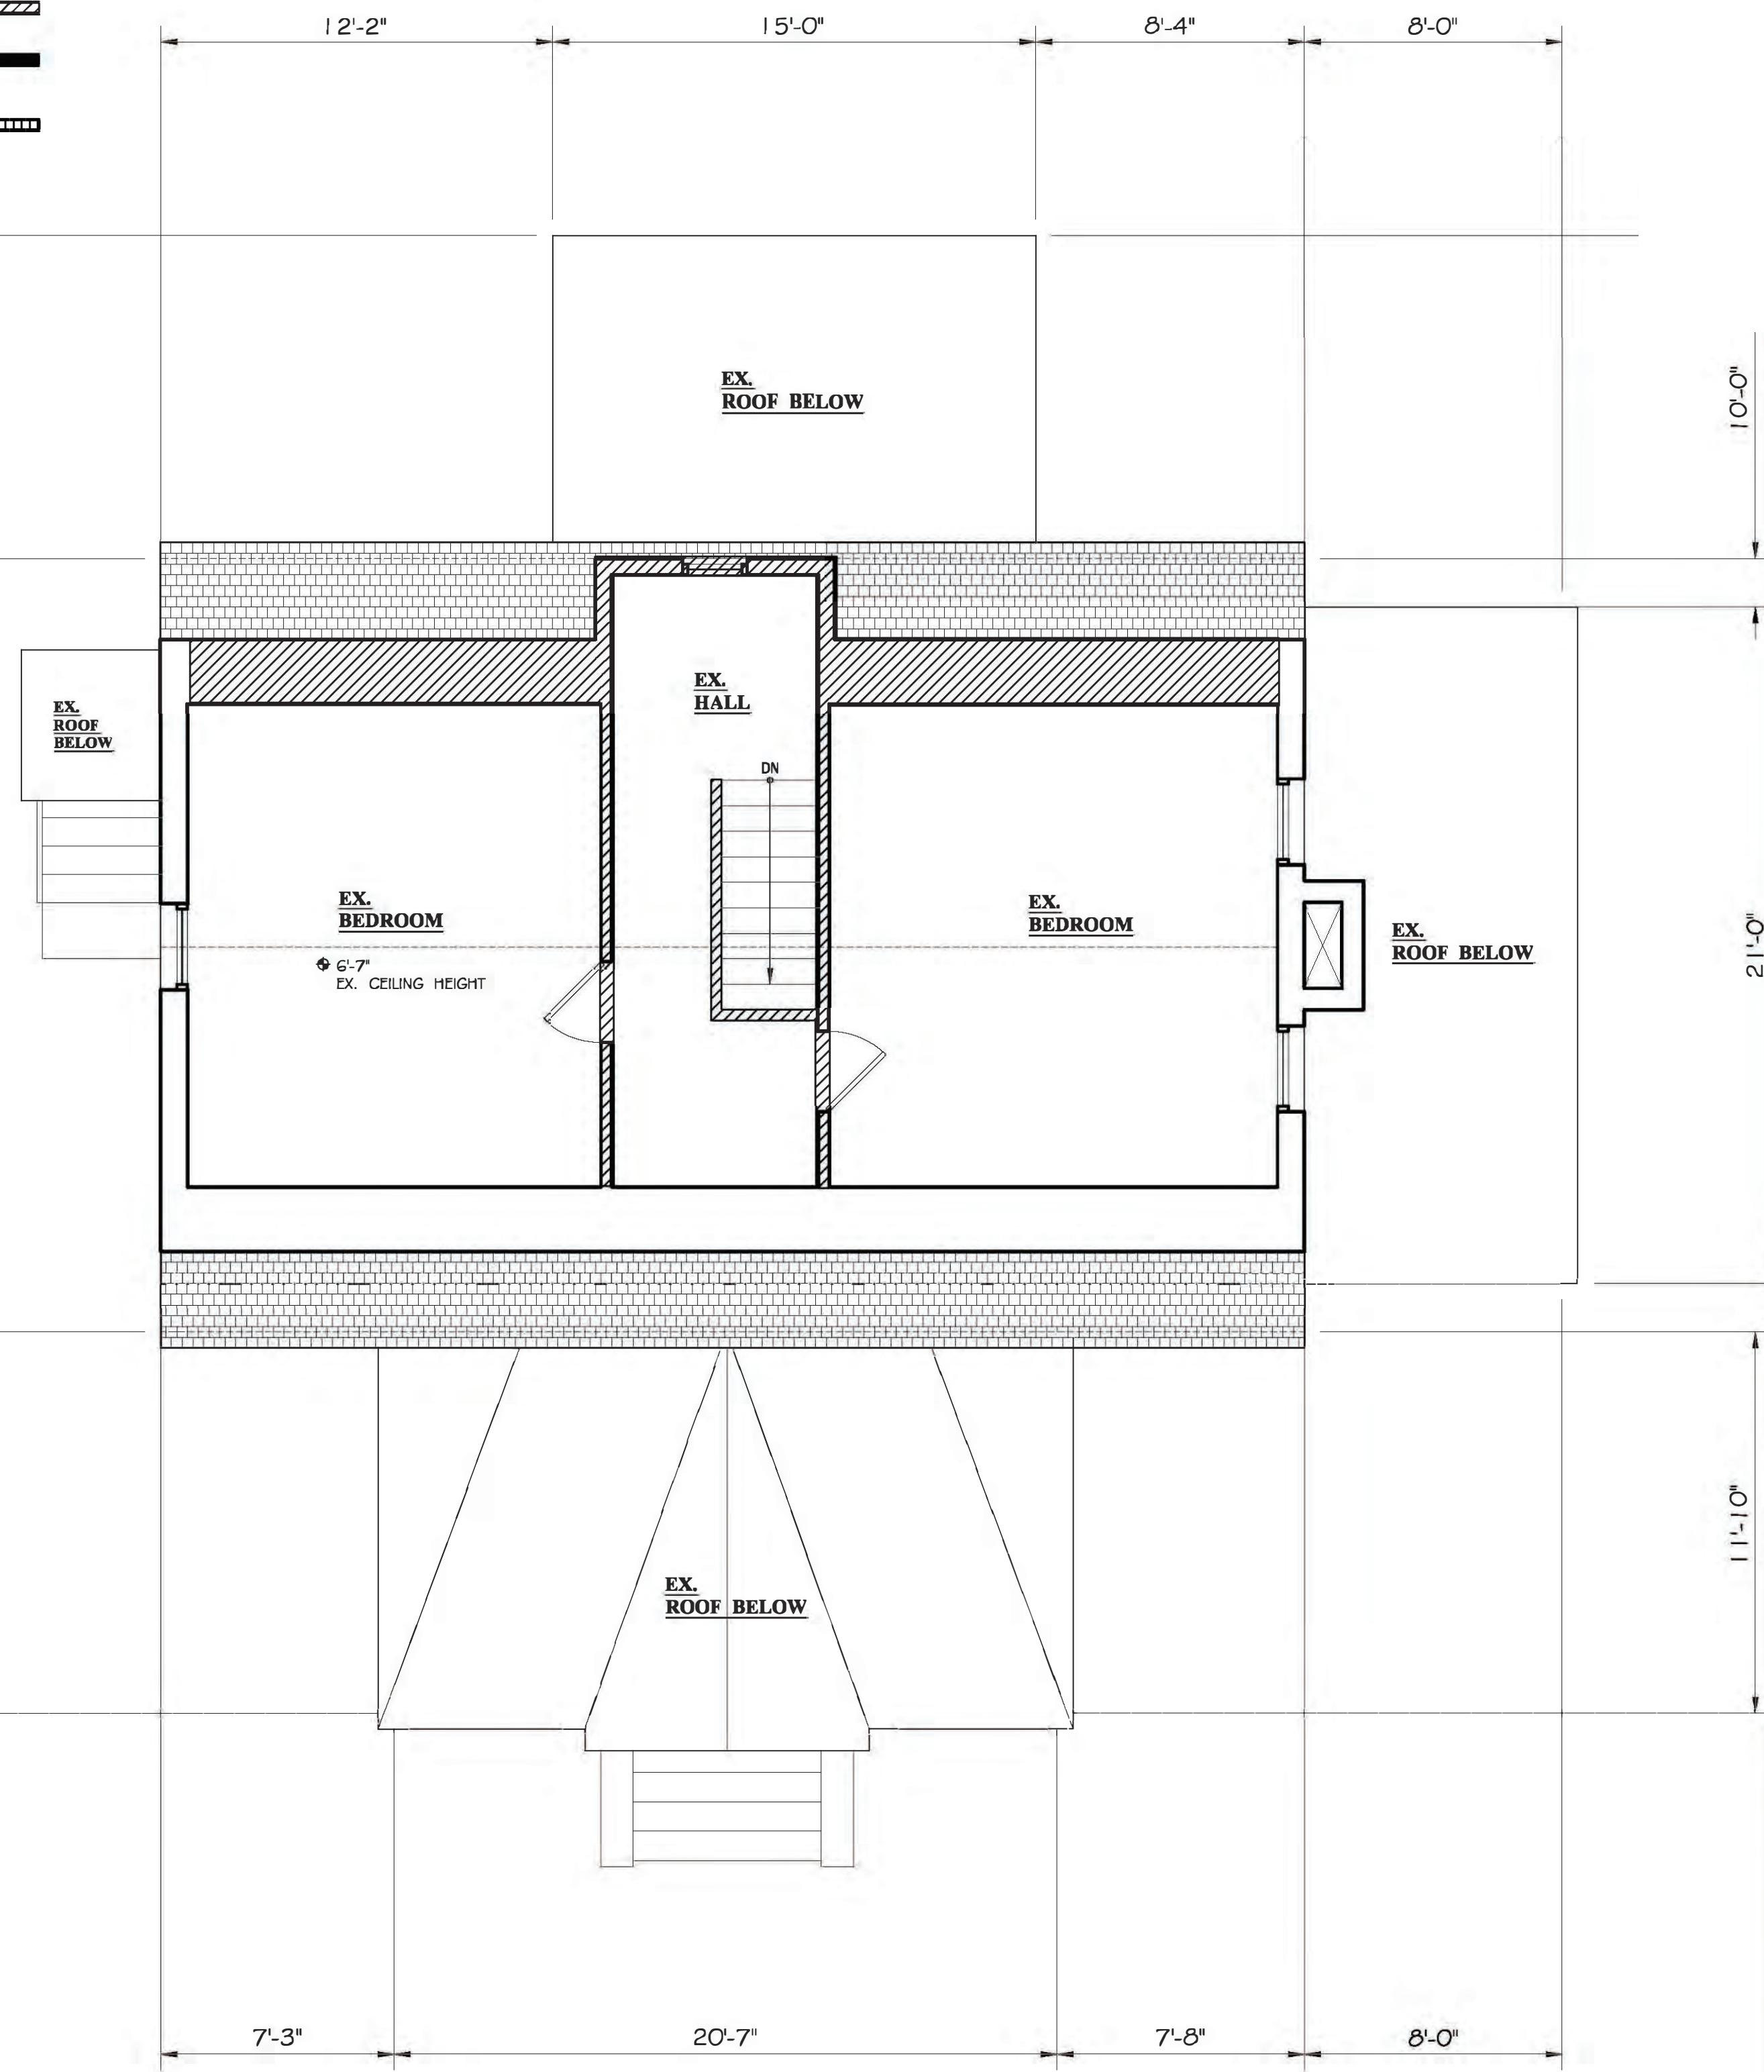 12'-2" 15'-0" 8'-4" 8'-0"
10'-0"
EX.
ROOF BELOW
EX.
HALL
EX.
ROOF
BELOW
DN
EX.
BEDROOM
6'-7"
EX. CEILING HEIGHT
EX.
BEDROOM
EX.
ROOF BELOW
21'-0"
11'-10"
EX.
ROOF BELOW
7'-3" 20'-7" 7'-8" 8'-0"